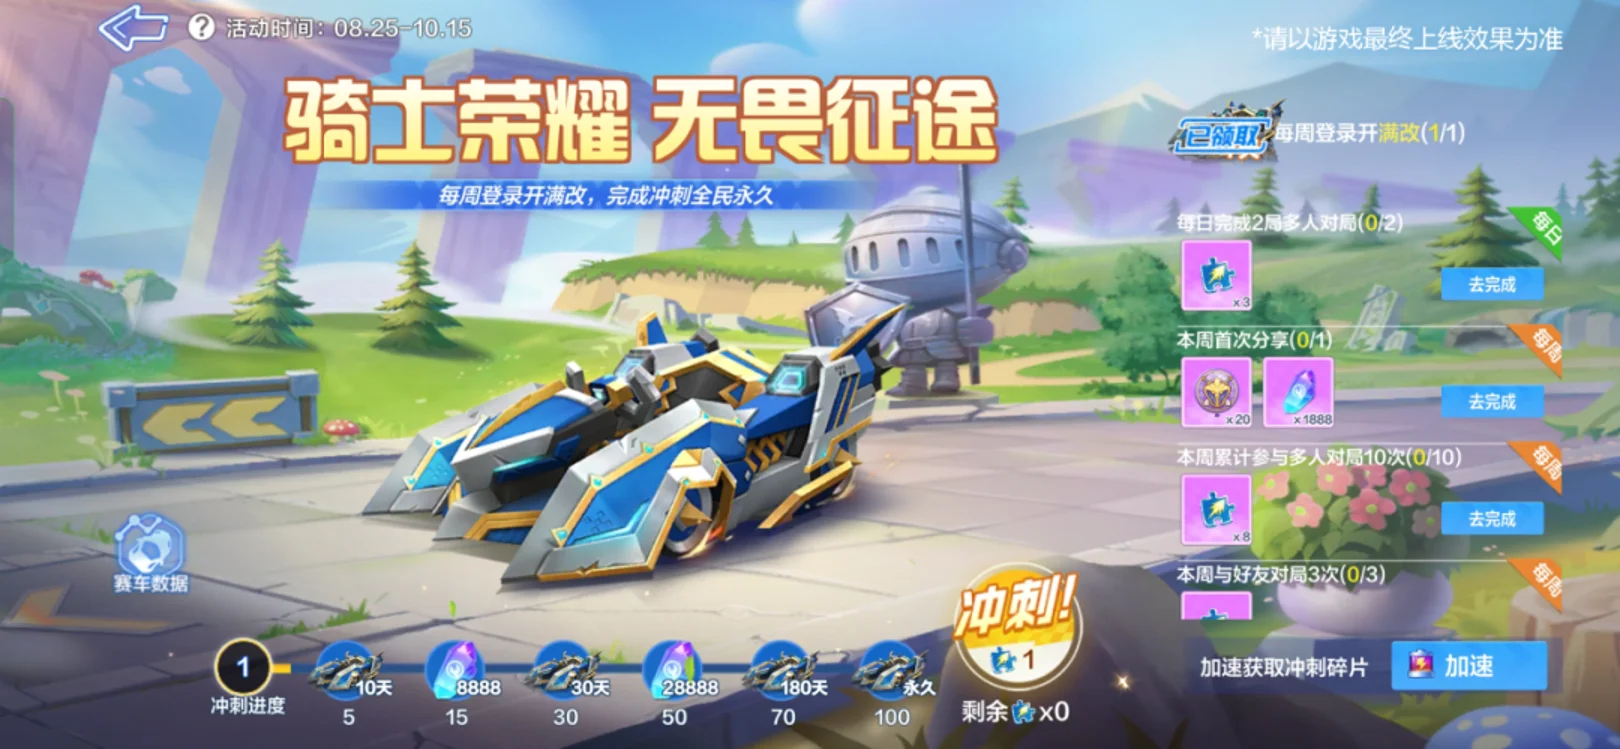 ? 活动时间：08.25-10.15
*请以游戏最终上线效果为准
骑士荣耀 无畏征途
每周登录开满改，完成冲刺全民永久
已领取
每周登录开满改(1/1)
每日完成2局多人对局(0/2)
每日
x3
去完成
本周首次分享(0/1)
每周
x20
x1888
去完成
本周累计参与多人对局10次(0/10)
每周
x8
去完成
本周与好友对局3次(0/3)
每周
赛车数据
冲刺!
1
剩余 x0
1
冲刺进度
10天
5
8888
15
30天
30
28888
50
180天
70
永久
100
加速获取冲刺碎片
加速